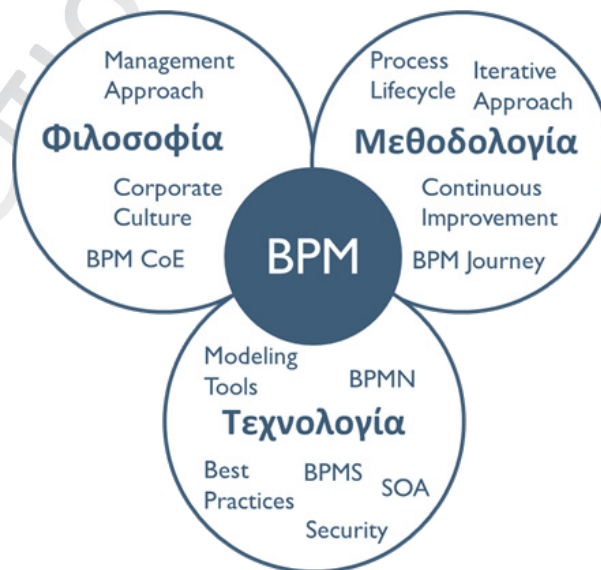 Management
Approach
Φιλοσοφία
Corporate
Culture
BPM CoE
Process
Lifecycle
Iterative
Approach
Μεθοδολογία
Continuous
Improvement
BPM Journey
BPM
Modeling
Tools
BPMN
Τεχνολογία
Best
Practices
BPMS
SOA
Security